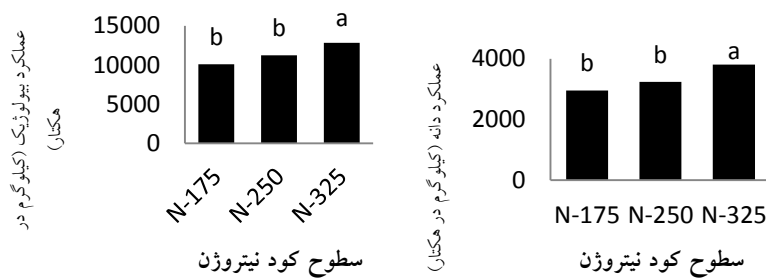 عملکرد بیولوژیک (کیلوگرم در
هکتار)
15000
10000
5000
0
b b a
N-175 N-250 N-325
سطوح کود نیتروژن
عملکرد دانه (کیلوگرم در هکتار)
4000
2000
0
b b a
N-175 N-250 N-325
سطوح کود نیتروژن